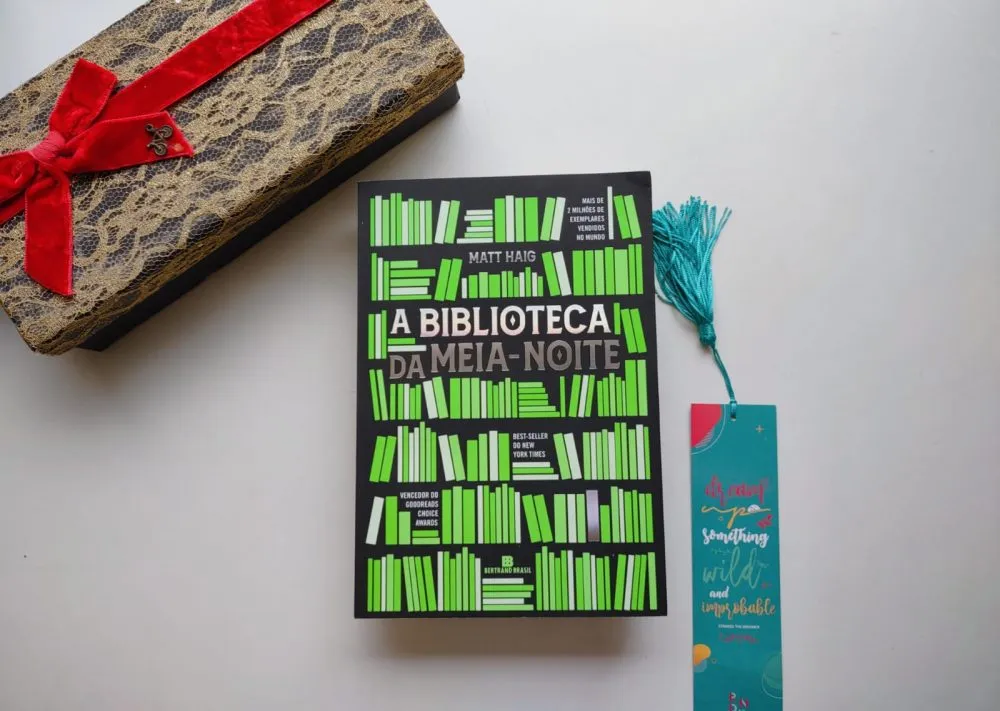 MAIS DE
2 MILHÕES DE
EXEMPLARES
VENDIDOS
NO MUNDO
MATT HAIG
A BIBLIOTECA
DA MEIA-NOITE
BEST-SELLER
DO NEW
YORK TIMES
VENCEDOR DO
GOODREADS
CHOICE
AWARDS
BB
BERTRAND BRASIL
something
wild
and
improbable